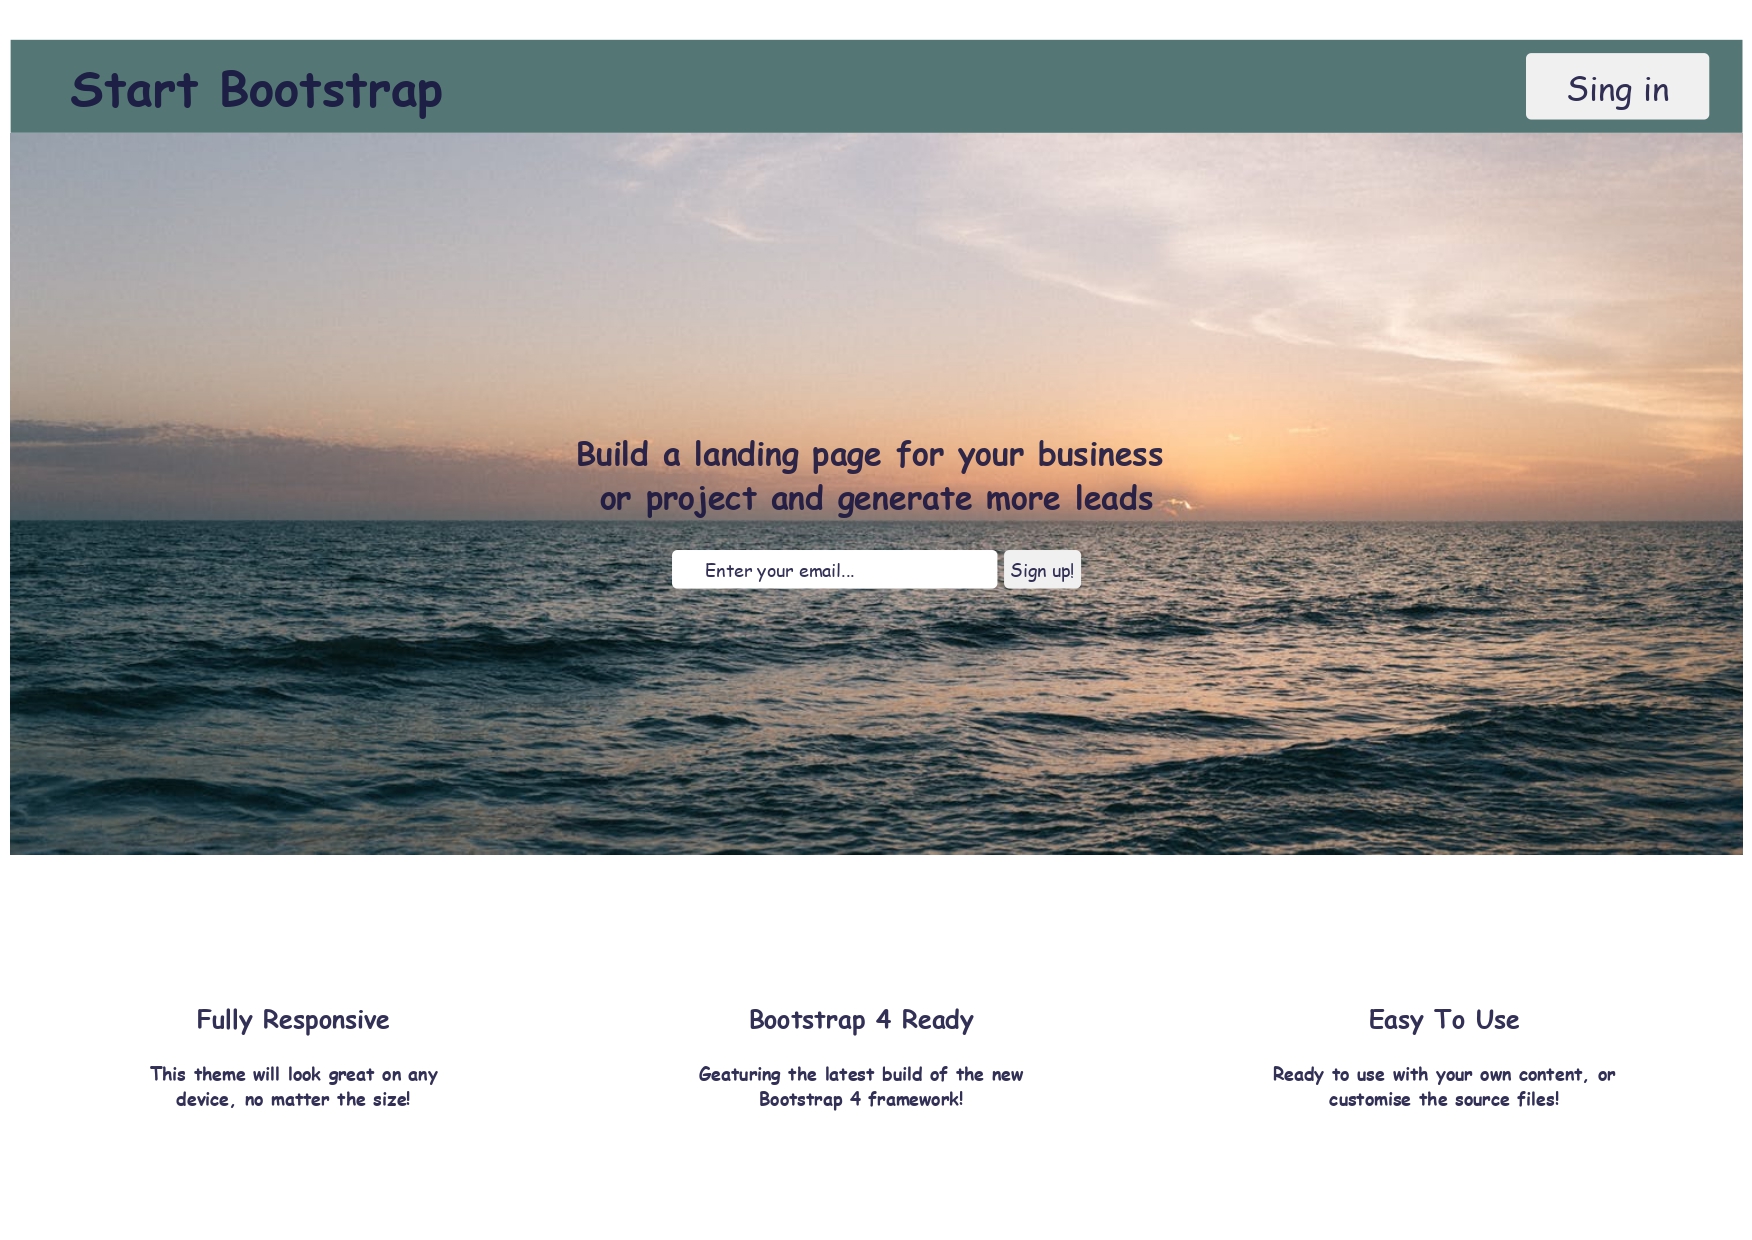 Start Bootstrap
Sing in
Build a landing page for your business
or project and generate more leads
Enter your email...
Sign up!
Fully Responsive
This theme will look great on any
device, no matter the size!
Bootstrap 4 Ready
Geaturing the latest build of the new
Bootstrap 4 framework!
Easy To Use
Ready to use with your own content, or
customise the source files!